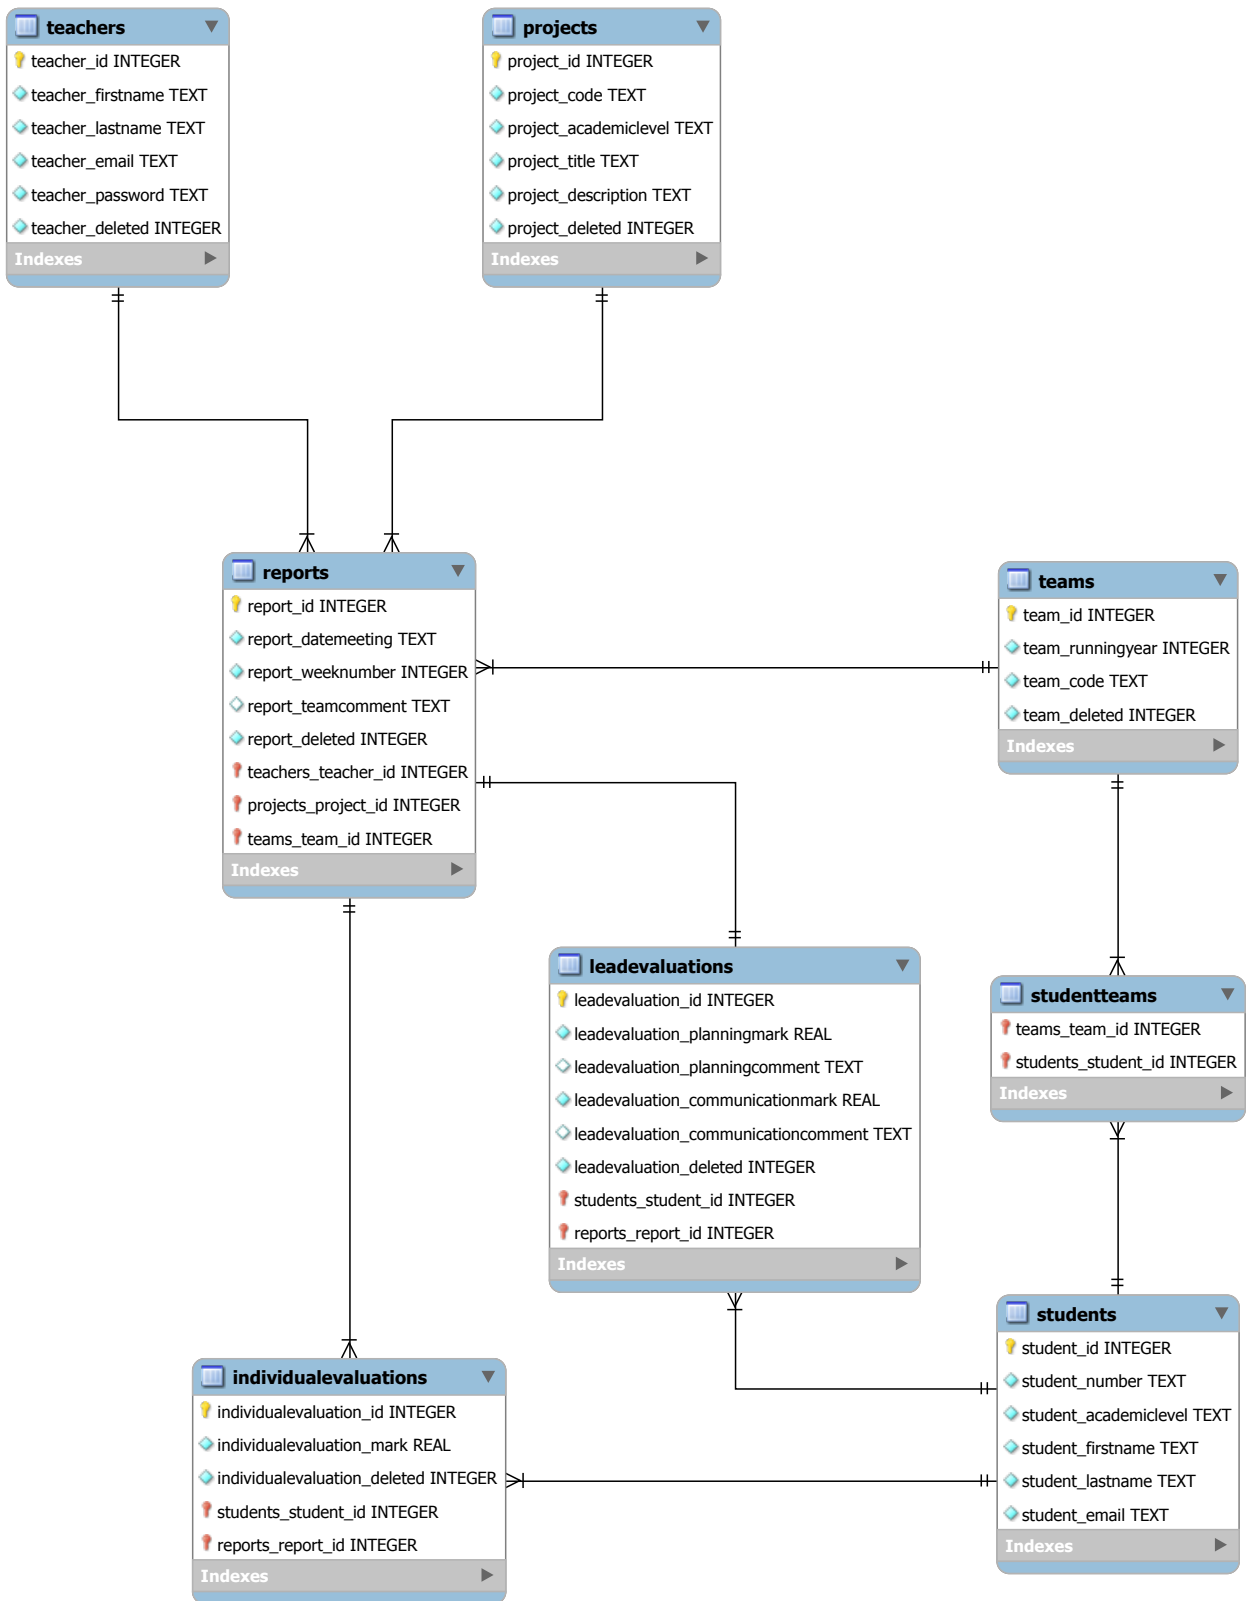 teachers
teacher_id INTEGER
teacher_firstname TEXT
teacher_lastname TEXT
teacher_email TEXT
teacher_password TEXT
teacher_deleted INTEGER
Indexes
projects
project_id INTEGER
project_code TEXT
project_academiclevel TEXT
project_title TEXT
project_description TEXT
project_deleted INTEGER
Indexes
reports
report_id INTEGER
report_datemeeting TEXT
report_weeknumber INTEGER
report_teamcomment TEXT
report_deleted INTEGER
teachers_teacher_id INTEGER
projects_project_id INTEGER
teams_team_id INTEGER
Indexes
teams
team_id INTEGER
team_runningyear INTEGER
team_code TEXT
team_deleted INTEGER
Indexes
leadevaluations
leadevaluation_id INTEGER
leadevaluation_planningmark REAL
leadevaluation_planningcomment TEXT
leadevaluation_communicationmark REAL
leadevaluation_communicationcomment TEXT
leadevaluation_deleted INTEGER
students_student_id INTEGER
reports_report_id INTEGER
Indexes
studentteams
teams_team_id INTEGER
students_student_id INTEGER
Indexes
individualevaluations
individualevaluation_id INTEGER
individualevaluation_mark REAL
individualevaluation_deleted INTEGER
students_student_id INTEGER
reports_report_id INTEGER
Indexes
students
student_id INTEGER
student_number TEXT
student_academiclevel TEXT
student_firstname TEXT
student_lastname TEXT
student_email TEXT
Indexes